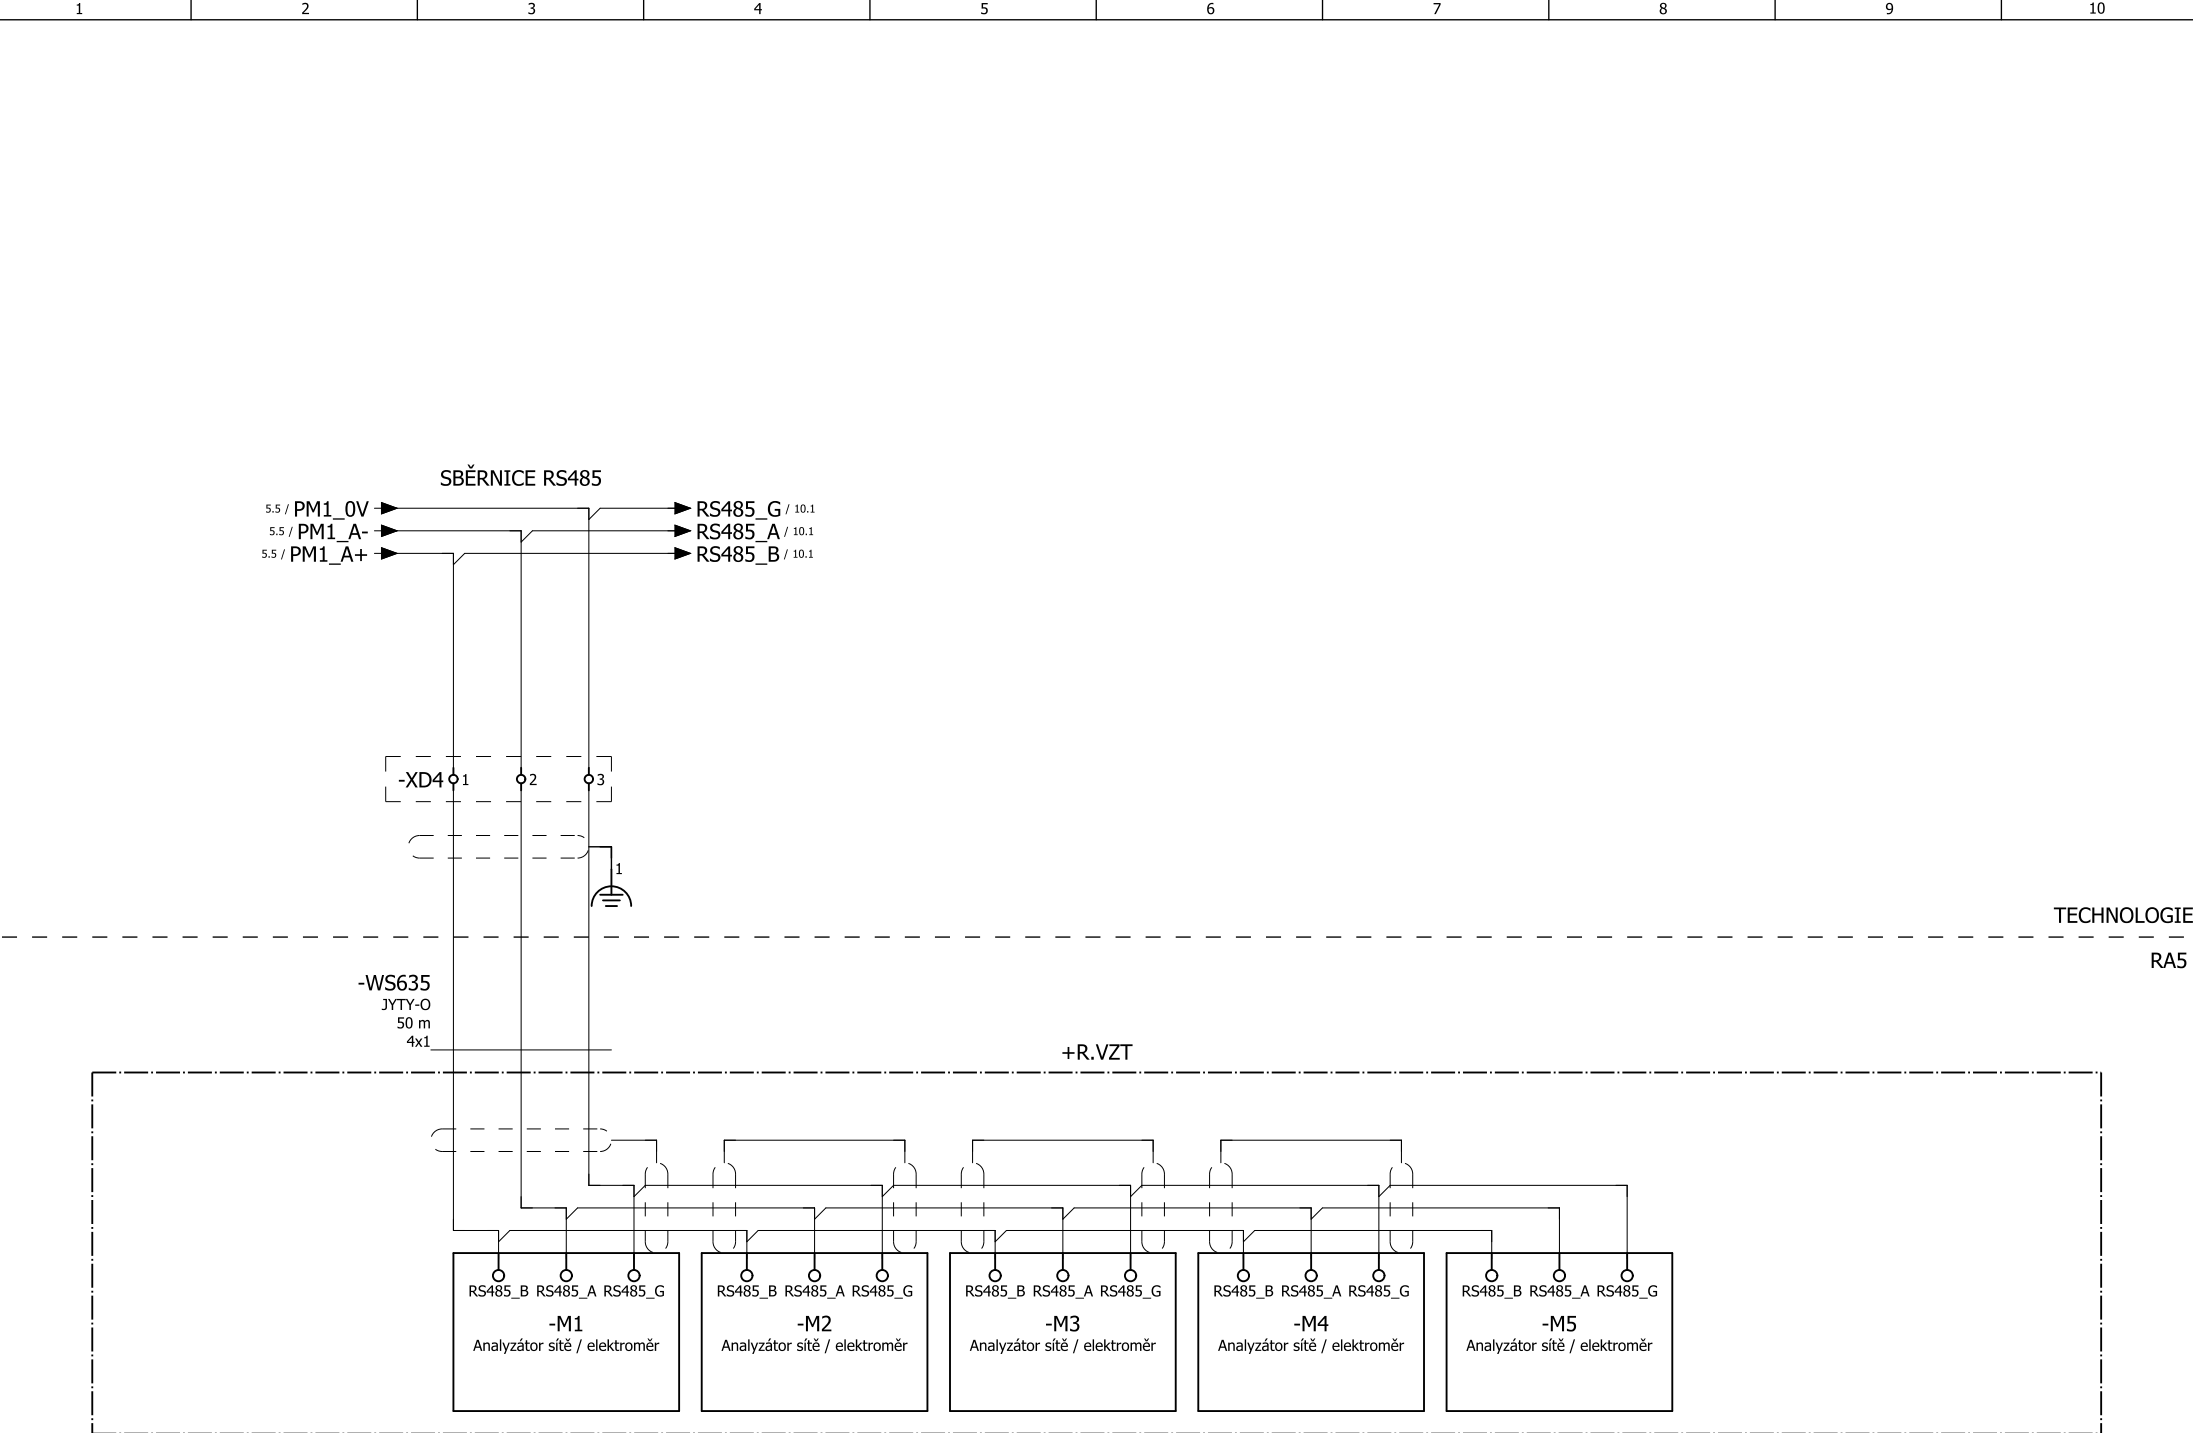 1 2 3 4 5 6 7 8 9 10
SBĚRNICE RS485
5.5 / PM1_0V RS485_G / 10.1
5.5 / PM1_A- RS485_A / 10.1
5.5 / PM1_A+ RS485_B / 10.1
-XD4 1 2 3
1
TECHNOLOGIE
RA5
-WS635
JYTY-O
50 m
4x1
+R.VZT
RS485_B RS485_A RS485_G RS485_B RS485_A RS485_G RS485_B RS485_A RS485_G RS485_B RS485_A RS485_G RS485_B RS485_A RS485_G
-M1 -M2 -M3 -M4 -M5
Analyzátor sítě / elektroměr Analyzátor sítě / elektroměr Analyzátor sítě / elektroměr Analyzátor sítě / elektroměr Analyzátor sítě / elektroměr